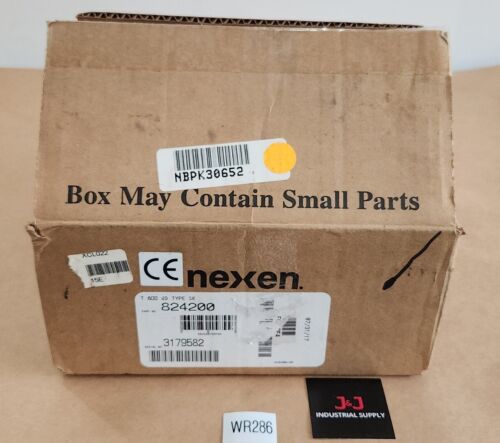 NBPK30652
Box May Contain Small Parts
CE nexen.
824200
3179582
WR286
J&J
INDUSTRIAL SUPPLY